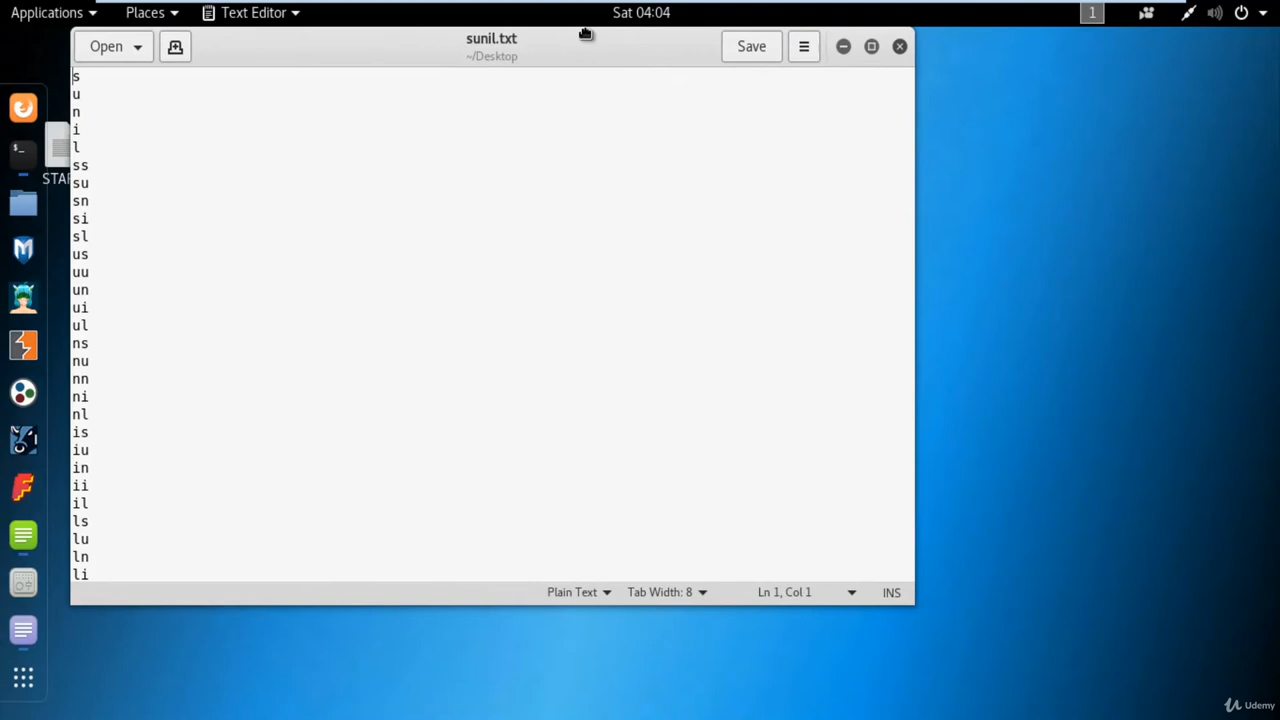 Applications Places Text Editor Sat 04:04 1
Open sunil.txt Save
~/Desktop
s
u
n
i
l
ss
su
sn
si
sl
us
uu
un
ui
ul
ns
nu
nn
ni
nl
is
iu
in
ii
il
ls
lu
ln
li
STAR
Plain Text Tab Width: 8 Ln 1, Col 1 INS
Udemy